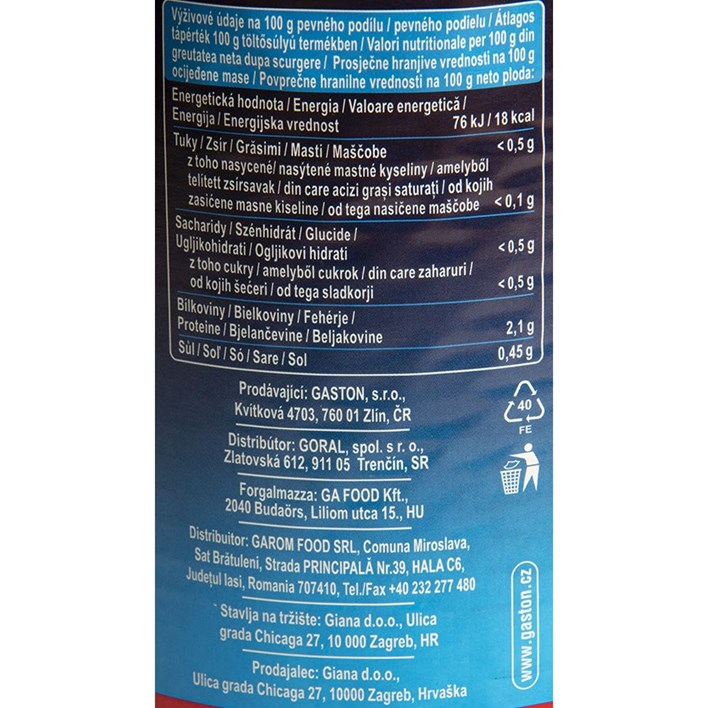 Výživové údaje na 100 g pevného podílu / pevného podielu / Átlagos
tápérték 100 g töltősúlyú termékben / Valori nutritionale per 100 g din
greutatea neta dupa scurgere / Prosječne hranjive vrednosti na 100 g
ocijeđene mase / Povprečne hranilne vrednosti na 100 g neto ploda:
Energetická hodnota / Energia / Valoare energetică /
Energija / Energijska vrednost 76 kJ / 18 kcal
Tuky / Zsír / Grăsimi / Masti / Maščobe <0,5 g
z toho nasycené/ nasýtené mastné kyseliny / amelyből
telített zsírsavak / din care acizi grași saturați / od kojih
zasićene masne kiseline / od tega nasičene maščobe <0,1 g
Sacharidy / Szénhidrát / Glucide /
Ugljikohidrati / Ogljikovi hidrati <0,5 g
z toho cukry / amelyből cukrok / din care zaharuri /
od kojih šećeri / od tega sladkorji <0,5 g
Bílkoviny / Bielkoviny / Fehérje /
Proteine / Bjelančevine / Beljakovine 2,1 g
Sůl / Soľ / Só / Sare / Sol 0,45 g
Prodávající: GASTON, s.r.o.,
Kvítková 4703, 760 01 Zlín, ČR
Distribútor: GORAL, spol. s r. o.,
Zlatovská 612, 911 05 Trenčín, SR
Forgalmazza: GA FOOD Kft.,
2040 Budaörs, Liliom utca 15., HU
Distribuitor: GAROM FOOD SRL, Comuna Miroslava,
Sat Brătuleni, Strada PRINCIPALĂ Nr.39, HALA C6,
Județul Iasi, Romania 707410, Tel./Fax +40 232 277 480
Stavlja na tržište: Giana d.o.o., Ulica
grada Chicaga 27, 10 000 Zagreb, HR
Prodajalec: Giana d.o.o.,
Ulica grada Chicaga 27, 10000 Zagreb, Hrvaška
40
FE
www.gaston.cz